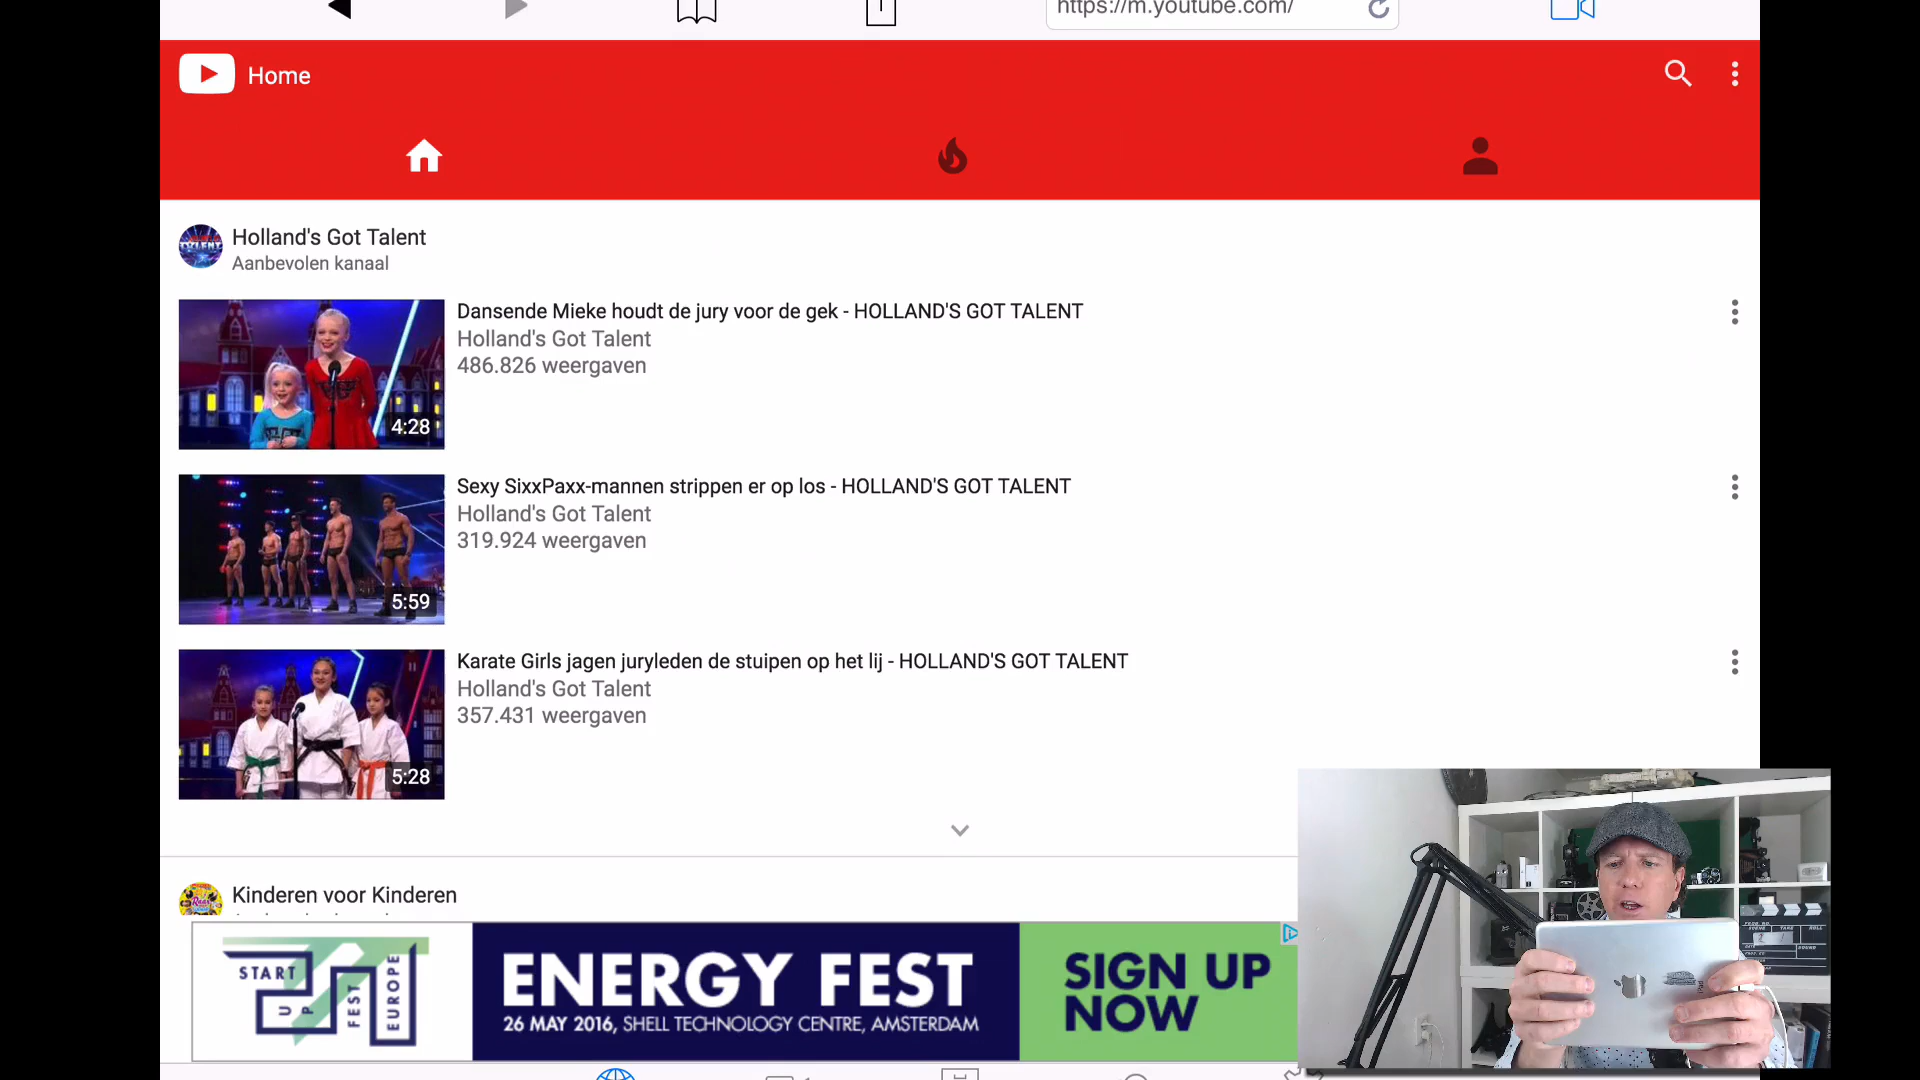 https://m.youtube.com/
Home
Holland's Got Talent
Aanbevolen kanaal
TALENT
4:28
Dansende Mieke houdt de jury voor de gek - HOLLAND'S GOT TALENT
Holland's Got Talent
486.826 weergaven
5:59
Sexy SixxPaxx-mannen strippen er op los - HOLLAND'S GOT TALENT
Holland's Got Talent
319.924 weergaven
5:28
Karate Girls jagen juryleden de stuipen op het lij - HOLLAND'S GOT TALENT
Holland's Got Talent
357.431 weergaven
Kinderen voor Kinderen
START
UP
FEST
EUROPE
ENERGY FEST
26 MAY 2016, SHELL TECHNOLOGY CENTRE, AMSTERDAM
SIGN UP
NOW
iPad